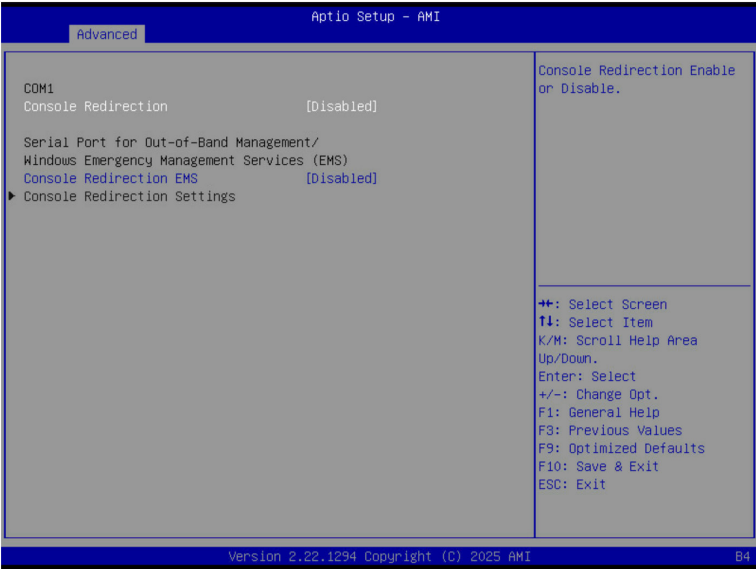 Aptio Setup – AMI
Advanced
COM1
Console Redirection [Disabled]
Serial Port for Out-of-Band Management/
Windows Emergency Management Services (EMS)
Console Redirection EMS [Disabled]
▶ Console Redirection Settings
Console Redirection Enable
or Disable.
→←: Select Screen
↑↓: Select Item
K/M: Scroll Help Area
Up/Down.
Enter: Select
+/-: Change Opt.
F1: General Help
F3: Previous Values
F9: Optimized Defaults
F10: Save & Exit
ESC: Exit
Version 2.22.1294 Copyright (C) 2025 AMI
B4